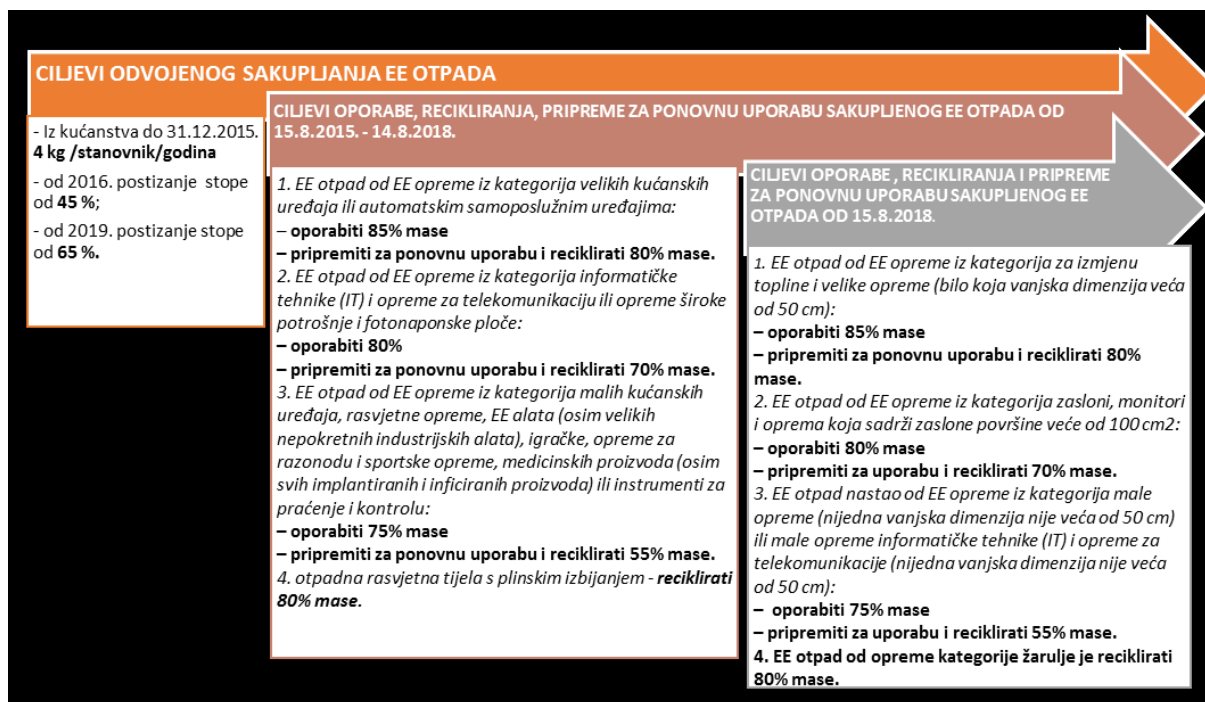 CILJEVI ODVOJENOG SAKUPLJANJA EE OTPADA
- Iz kućanstva do 31.12.2015.
4 kg /stanovnik/godina
- od 2016. postizanje stope
od 45 %;
- od 2019. postizanje stope
od 65 %.
CILJEVI OPORABE, RECIKLIRANJA, PRIPREME ZA PONOVNU UPORABU SAKUPLJENOG EE OTPADA OD
15.8.2015. - 14.8.2018.
1. EE otpad od EE opreme iz kategorija velikih kućanskih
uređaja ili automatskim samoposlužnim uređajima:
– oporabiti 85% mase
– pripremiti za ponovnu uporabu i reciklirati 80% mase.
2. EE otpad od EE opreme iz kategorija informatičke
tehnike (IT) i opreme za telekomunikaciju ili opreme široke
potrošnje i fotonaponske ploče:
– oporabiti 80%
– pripremiti za ponovnu uporabu i reciklirati 70% mase.
3. EE otpad od EE opreme iz kategorija malih kućanskih
uređaja, rasvjetne opreme, EE alata (osim velikih
nepokretnih industrijskih alata), igračke, opreme za
razonodu i sportske opreme, medicinskih proizvoda (osim
svih implantiranih i inficiranih proizvoda) ili instrumenti za
praćenje i kontrolu:
– oporabiti 75% mase
– pripremiti za ponovnu uporabu i reciklirati 55% mase.
4. otpadna rasvjetna tijela s plinskim izbijanjem - reciklirati
80% mase.
CILJEVI OPORABE , RECIKLIRANJA I PRIPREME
ZA PONOVNU UPORABU SAKUPLJENOG EE
OTPADA OD 15.8.2018.
1. EE otpad od EE opreme iz kategorija za izmjenu
topline i velike opreme (bilo koja vanjska dimenzija veća
od 50 cm):
– oporabiti 85% mase
– pripremiti za ponovnu uporabu i reciklirati 80%
mase.
2. EE otpad od EE opreme iz kategorija zasloni, monitori
i oprema koja sadrži zaslone površine veće od 100 cm2:
– oporabiti 80% mase
– pripremiti za uporabu i reciklirati 70% mase.
3. EE otpad nastao od EE opreme iz kategorija male
opreme (nijedna vanjska dimenzija nije veća od 50 cm)
ili male opreme informatičke tehnike (IT) i opreme za
telekomunikacije (nijedna vanjska dimenzija nije veća
od 50 cm):
– oporabiti 75% mase
– pripremiti za uporabu i reciklirati 55% mase.
4. EE otpad od opreme kategorije žarulje je reciklirati
80% mase.